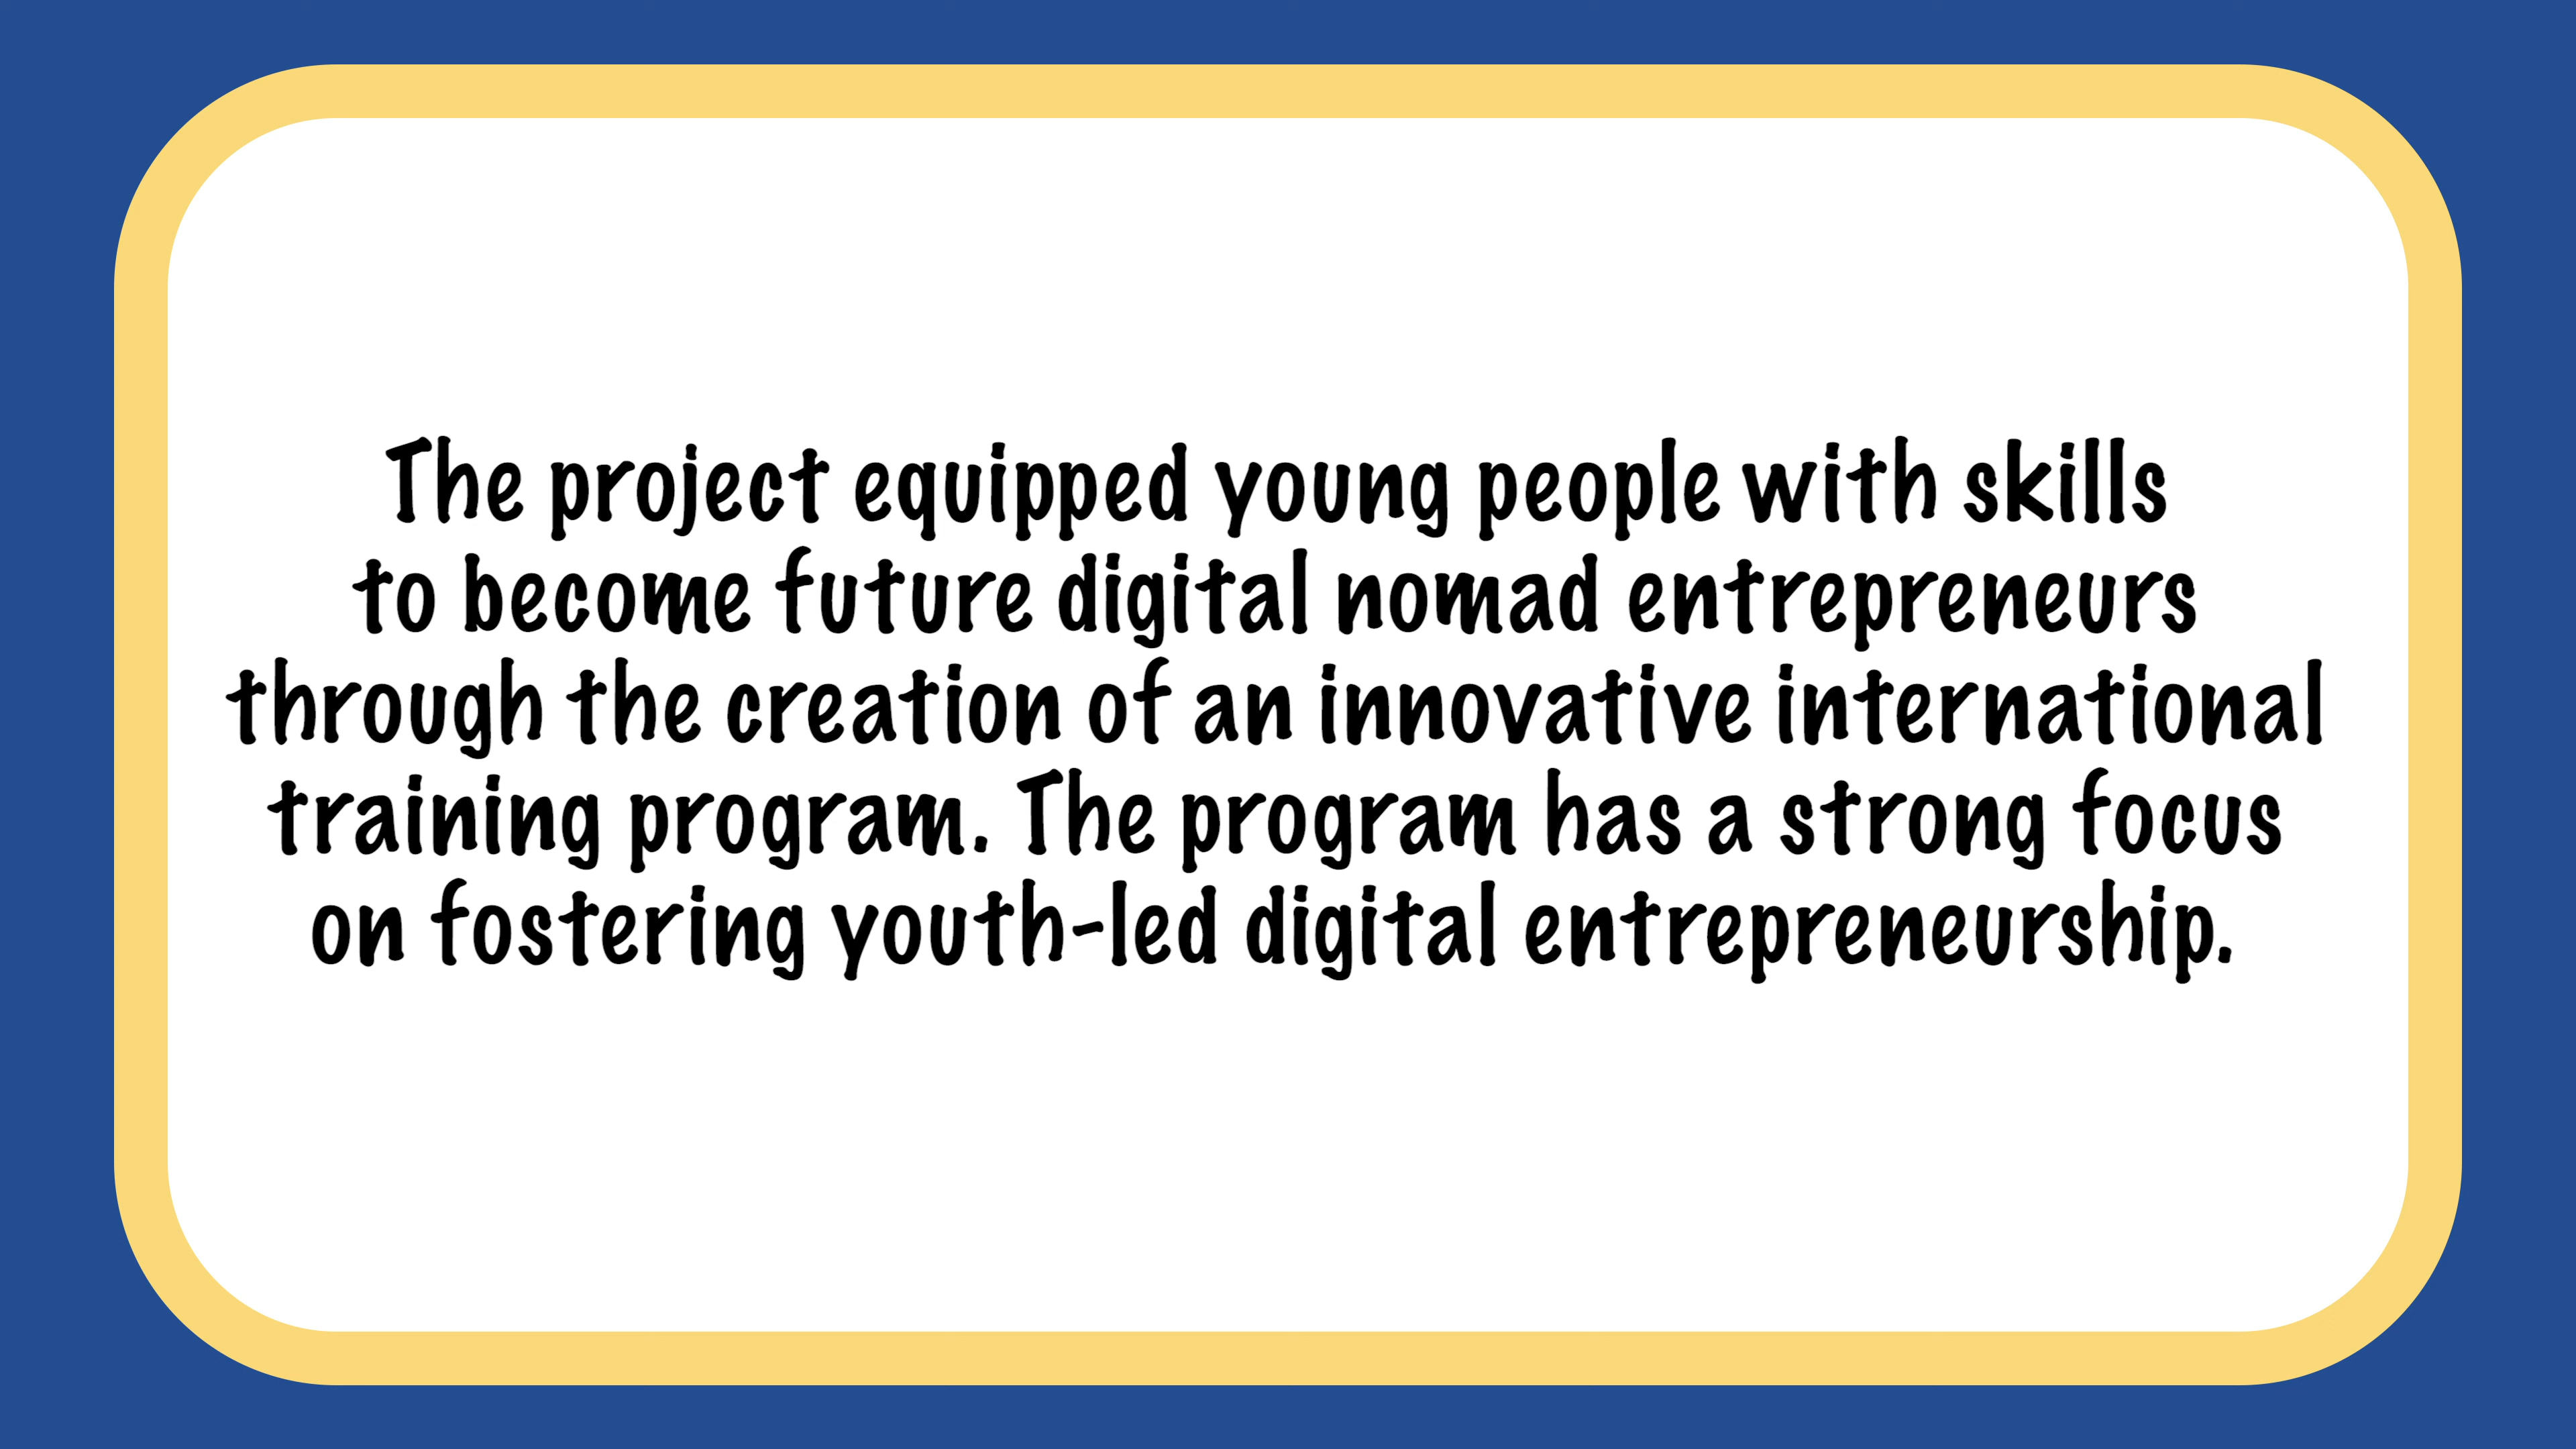 The project equipped young people with skills
to become future digital nomad entrepreneurs
through the creation of an innovative international
training program. The program has a strong focus
on fostering youth-led digital entrepreneurship.